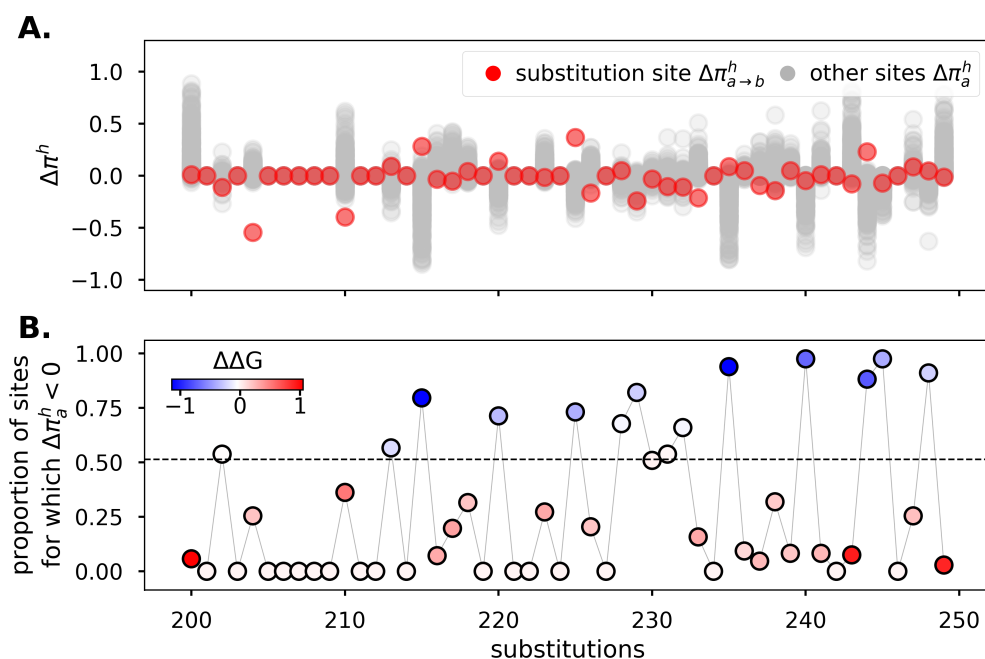 A.
Δπ^h
1.0
0.5
0.0
−0.5
−1.0
substitution site Δπ^h_{a→b} other sites Δπ^h_a
B.
proportion of sites
for which Δπ^h_a < 0
1.00
0.75
0.50
0.25
0.00
ΔΔG
−1 0 1
200 210 220 230 240 250
substitutions